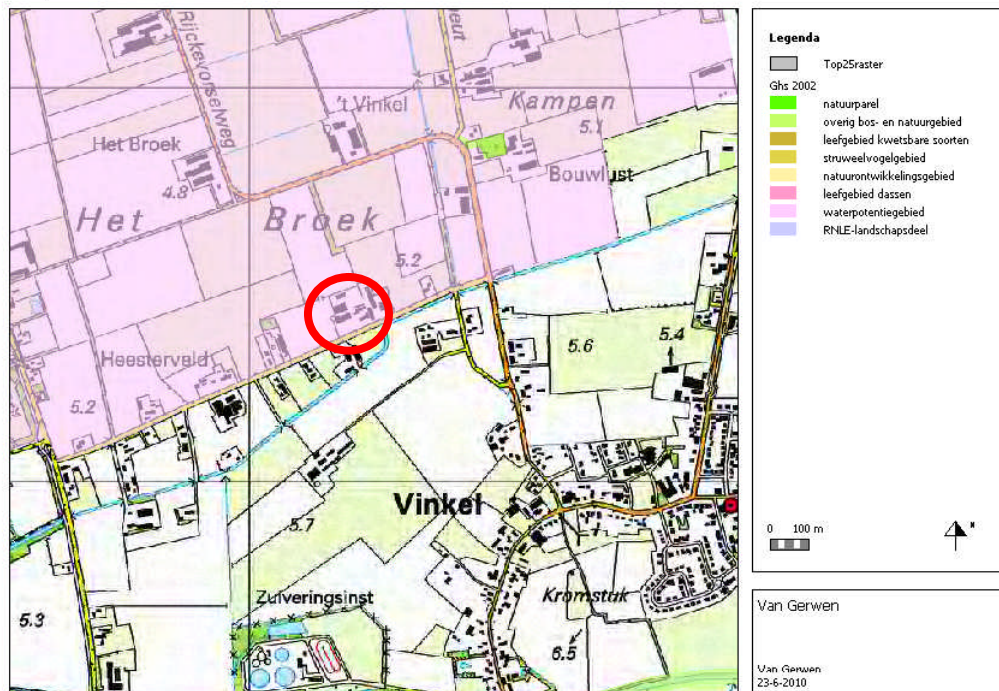 Rijckevorselweg
't Vinkel
Kampen
5.1
Het Broek
Bouwlust
4.8
Het Broek
5.2
Heesterveld
5.6
5.4
5.2
Vinkel
5.7
Zuiveringsinst
Kromstuk
5.3
6.5
Legenda
Top25raster
Ghs 2002
natuurparel
overig bos- en natuurgebied
leefgebied kwetsbare soorten
struweelvogelgebied
natuurontwikkelingsgebied
leefgebied dassen
waterpotentiegebied
RNLE-landschapsdeel
0 100 m
N
Van Gerwen
Van Gerwen
23-6-2010